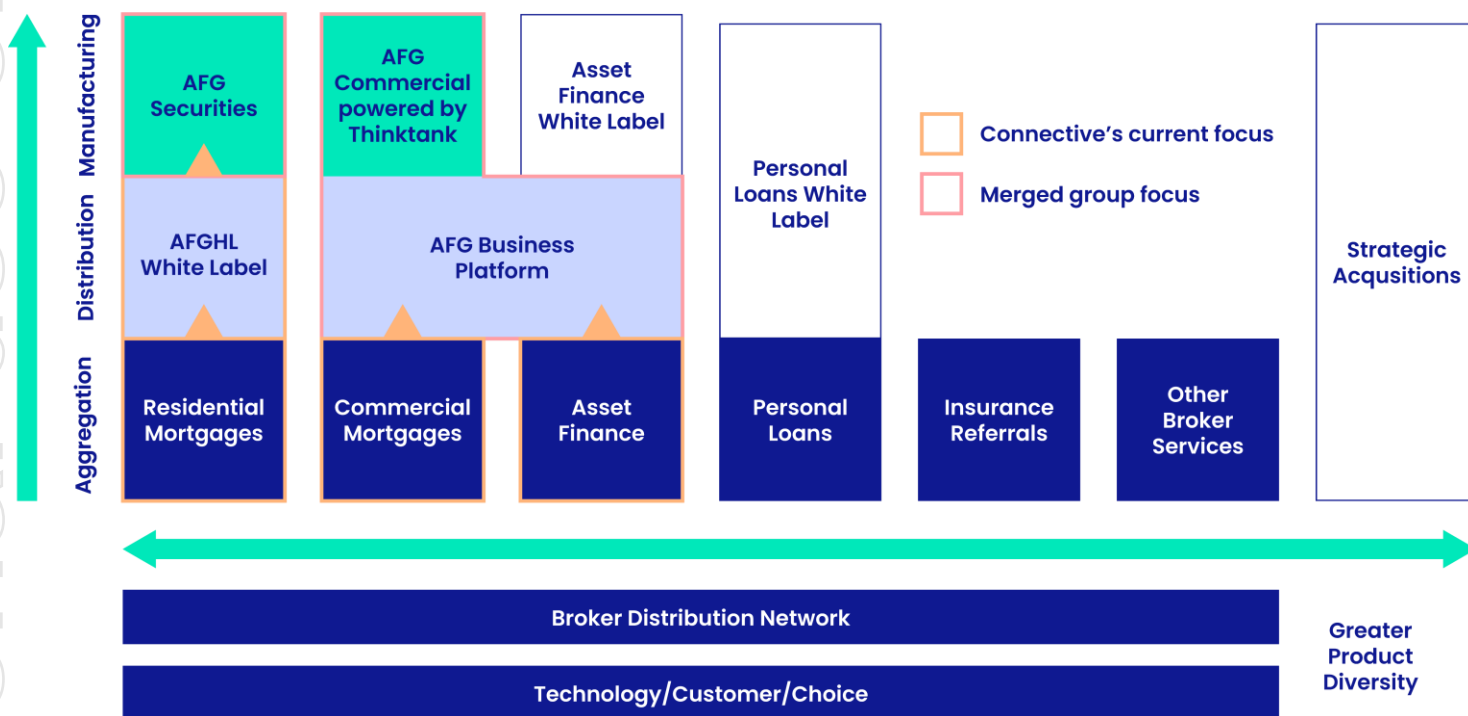 Manufacturing
AFG
Securities
AFG
Commercial
powered by
Thinktank
Asset
Finance
White Label
Personal
Loans White
Label
Connective's current focus
Merged group focus
Strategic
Acqusitions
Distribution
AFGHL
White Label
AFG Business
Platform
Aggregation
Residential
Mortgages
Commercial
Mortgages
Asset
Finance
Personal
Loans
Insurance
Referrals
Other
Broker
Services
Broker Distribution Network
Technology/Customer/Choice
Greater
Product
Diversity